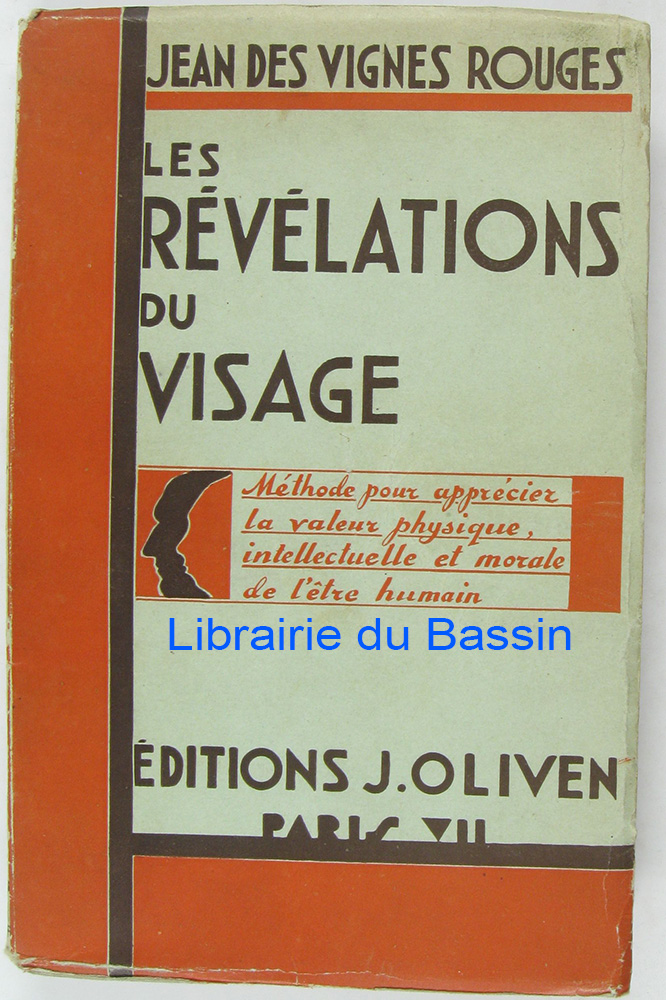 JEAN DES VIGNES ROUGES
LES
RÉVÉLATIONS
DU
VISAGE
Méthode pour apprécier
la valeur physique,
intellectuelle et morale
de l'être humain
Librairie du Bassin
ÉDITIONS J. OLIVEN
PARIS VII